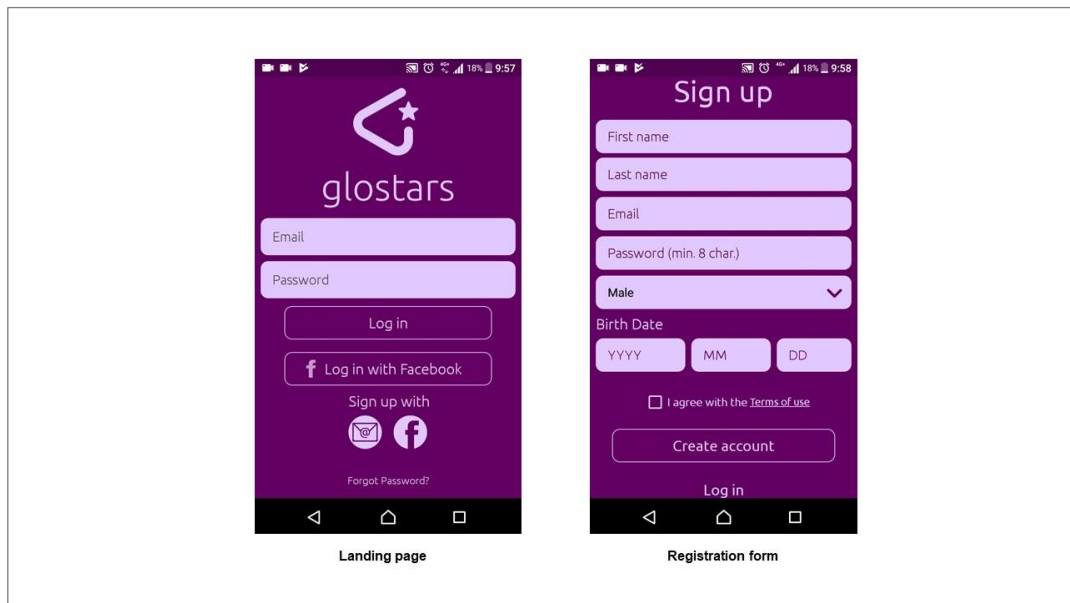 18% 9:57
glostars
Email
Password
Log in
f Log in with Facebook
Sign up with
@ f
Forgot Password?
Landing page
4G+ 18% 9:58
Sign up
First name
Last name
Email
Password (min. 8 char.)
Male
Birth Date
YYYY MM DD
I agree with the Terms of use
Create account
Log in
Registration form